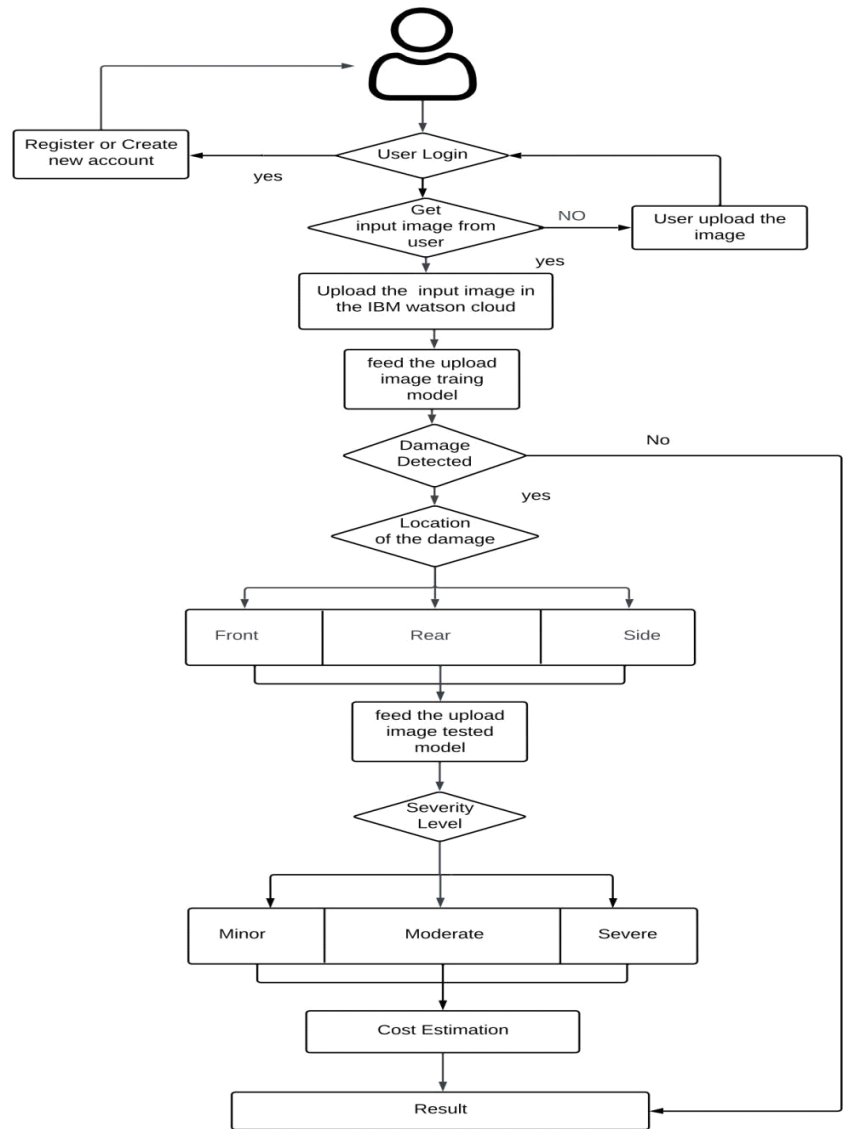 Register or Create
new account
User Login
yes
Get
input image from
user
NO
User upload the
image
yes
Upload the input image in
the IBM watson cloud
feed the upload
image traing
model
Damage
Detected
No
yes
Location
of the damage
Front
Rear
Side
feed the upload
image tested
model
Severity
Level
Minor
Moderate
Severe
Cost Estimation
Result